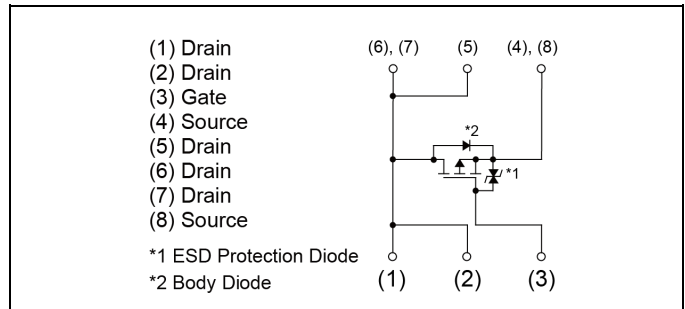 (1) Drain
(2) Drain
(3) Gate
(4) Source
(5) Drain
(6) Drain
(7) Drain
(8) Source
*1 ESD Protection Diode
*2 Body Diode
(6), (7) (5) (4), (8)
*2
*1
(1) (2) (3)